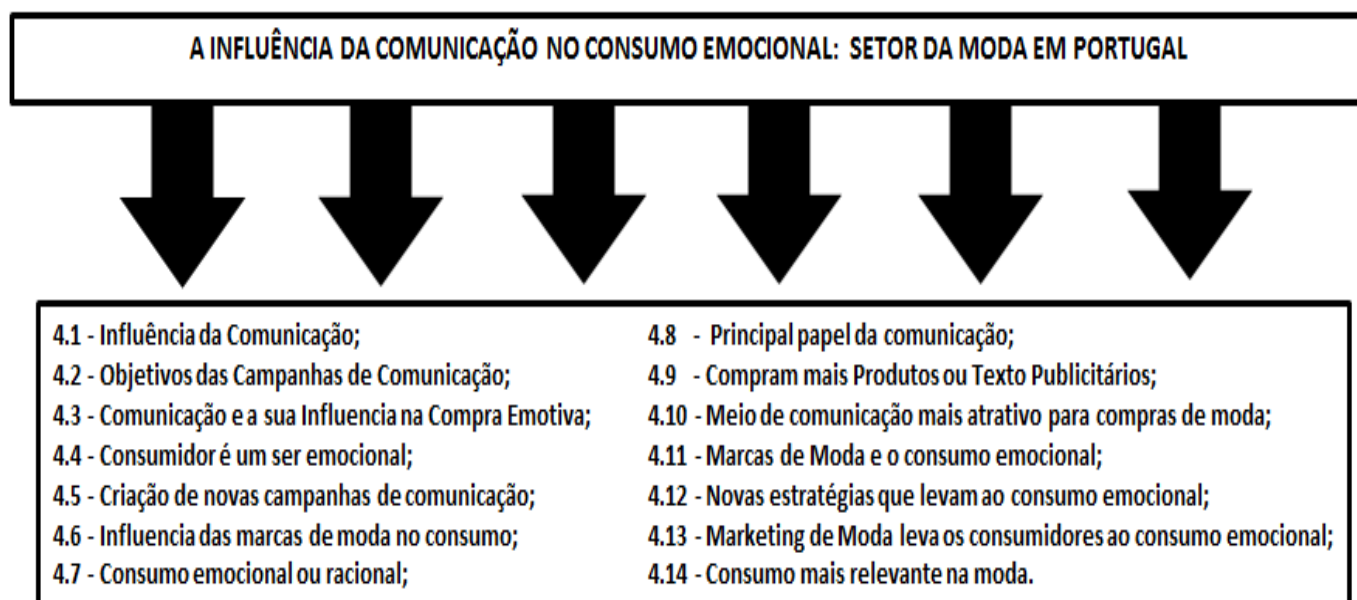 A INFLUÊNCIA DA COMUNICAÇÃO NO CONSUMO EMOCIONAL: SETOR DA MODA EM PORTUGAL
4.1 - Influência da Comunicação;
4.2 - Objetivos das Campanhas de Comunicação;
4.3 - Comunicação e a sua Influencia na Compra Emotiva;
4.4 - Consumidor é um ser emocional;
4.5 - Criação de novas campanhas de comunicação;
4.6 - Influencia das marcas de moda no consumo;
4.7 - Consumo emocional ou racional;
4.8 - Principal papel da comunicação;
4.9 - Compram mais Produtos ou Texto Publicitários;
4.10 - Meio de comunicação mais atrativo para compras de moda;
4.11 - Marcas de Moda e o consumo emocional;
4.12 - Novas estratégias que levam ao consumo emocional;
4.13 - Marketing de Moda leva os consumidores ao consumo emocional;
4.14 - Consumo mais relevante na moda.